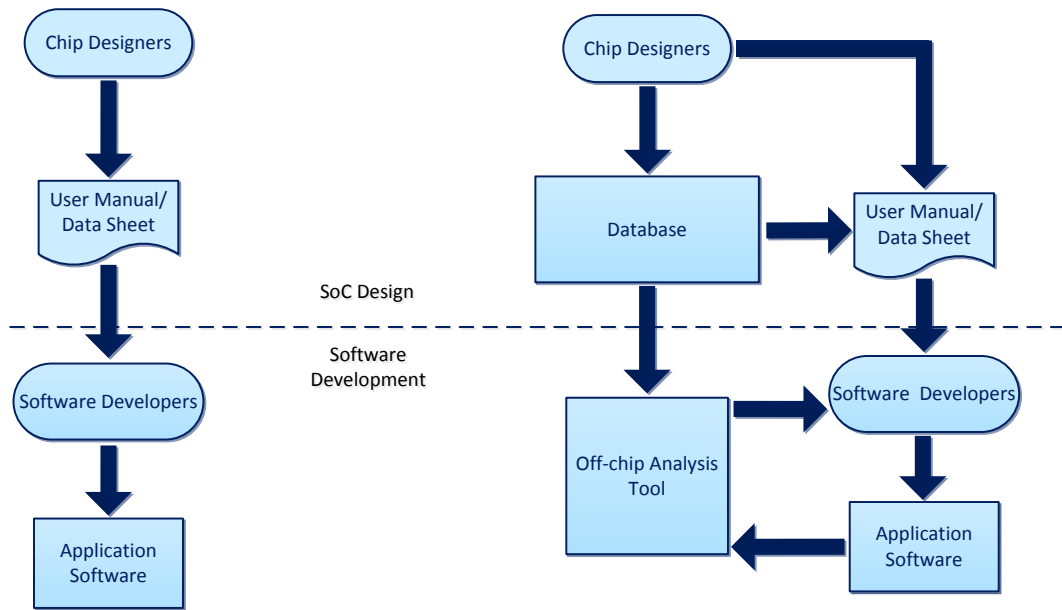 Chip Designers
User Manual/
Data Sheet
Software Developers
Application
Software
SoC Design
Software
Development
Chip Designers
Database
User Manual/
Data Sheet
Off-chip Analysis
Tool
Software Developers
Application
Software